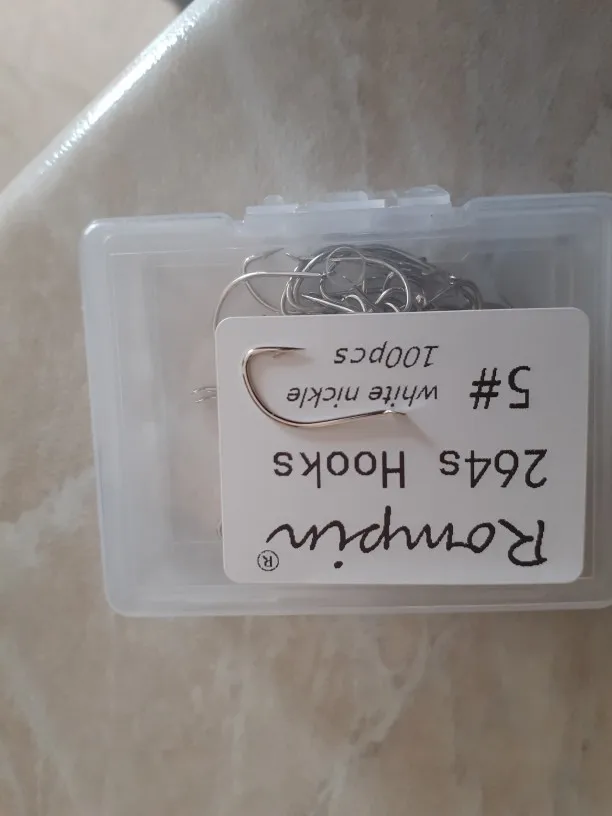 Rompin ®
264s Hooks
5# white nickle
100pcs